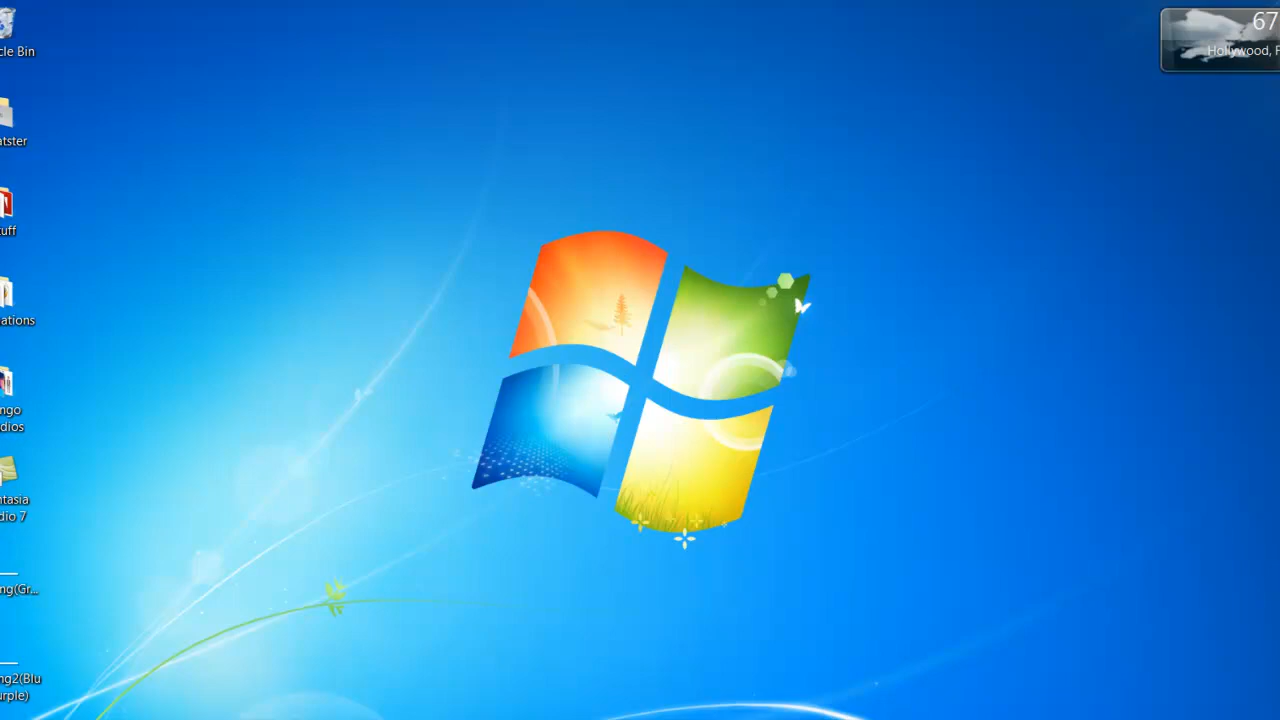 cle Bin
atster
tuff
ations
ngo
dios
ntasia
dio 7
ng(Gr...
ng2(Blu
urple)
67
Hollywood, F